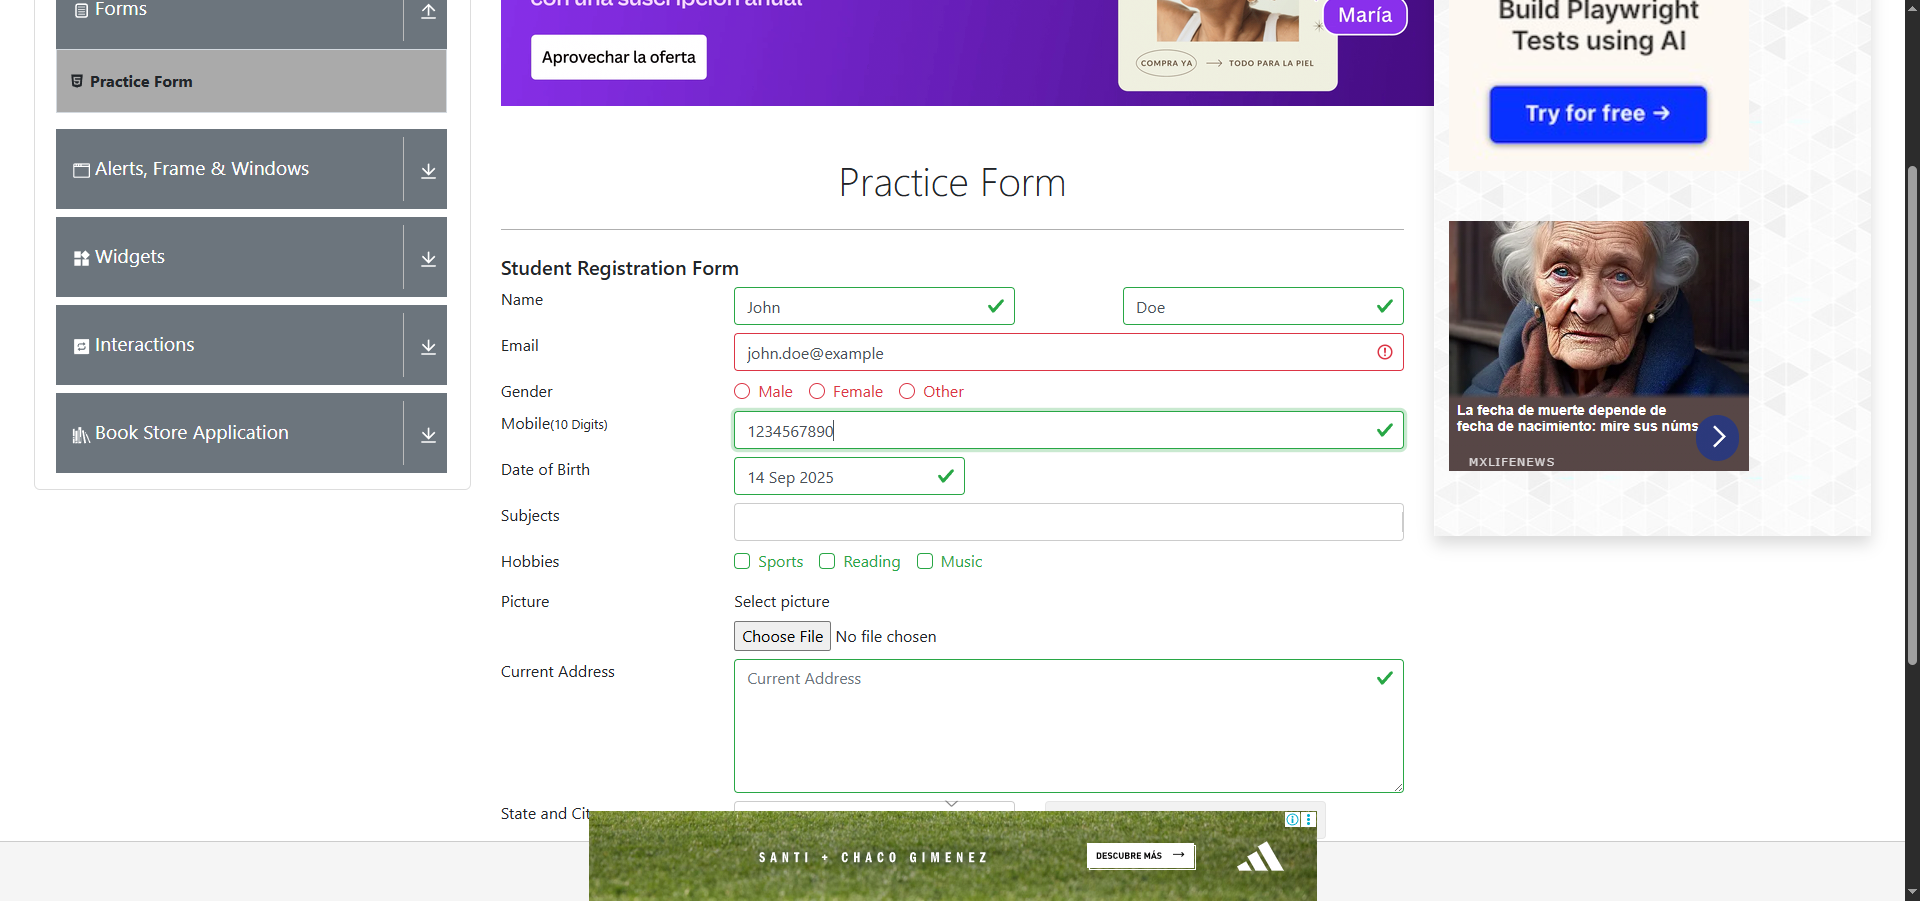 Forms
Practice Form
Alerts, Frame & Windows
Widgets
Interactions
Book Store Application
con una suscripción anual
Aprovechar la oferta
María
COMPRA YA → TODO PARA LA PIEL
Build Playwright
Tests using AI
Try for free →
Practice Form
Student Registration Form
Name
John
Doe
Email
john.doe@example
Gender
Male
Female
Other
Mobile(10 Digits)
1234567890
Date of Birth
14 Sep 2025
Subjects
Hobbies
Sports
Reading
Music
Picture
Select picture
Choose File No file chosen
Current Address
Current Address
State and Cit
La fecha de muerte depende de
fecha de nacimiento: mire sus núms
MXLIFENEWS
SANTI + CHACO GIMENEZ
DESCUBRE MÁS →